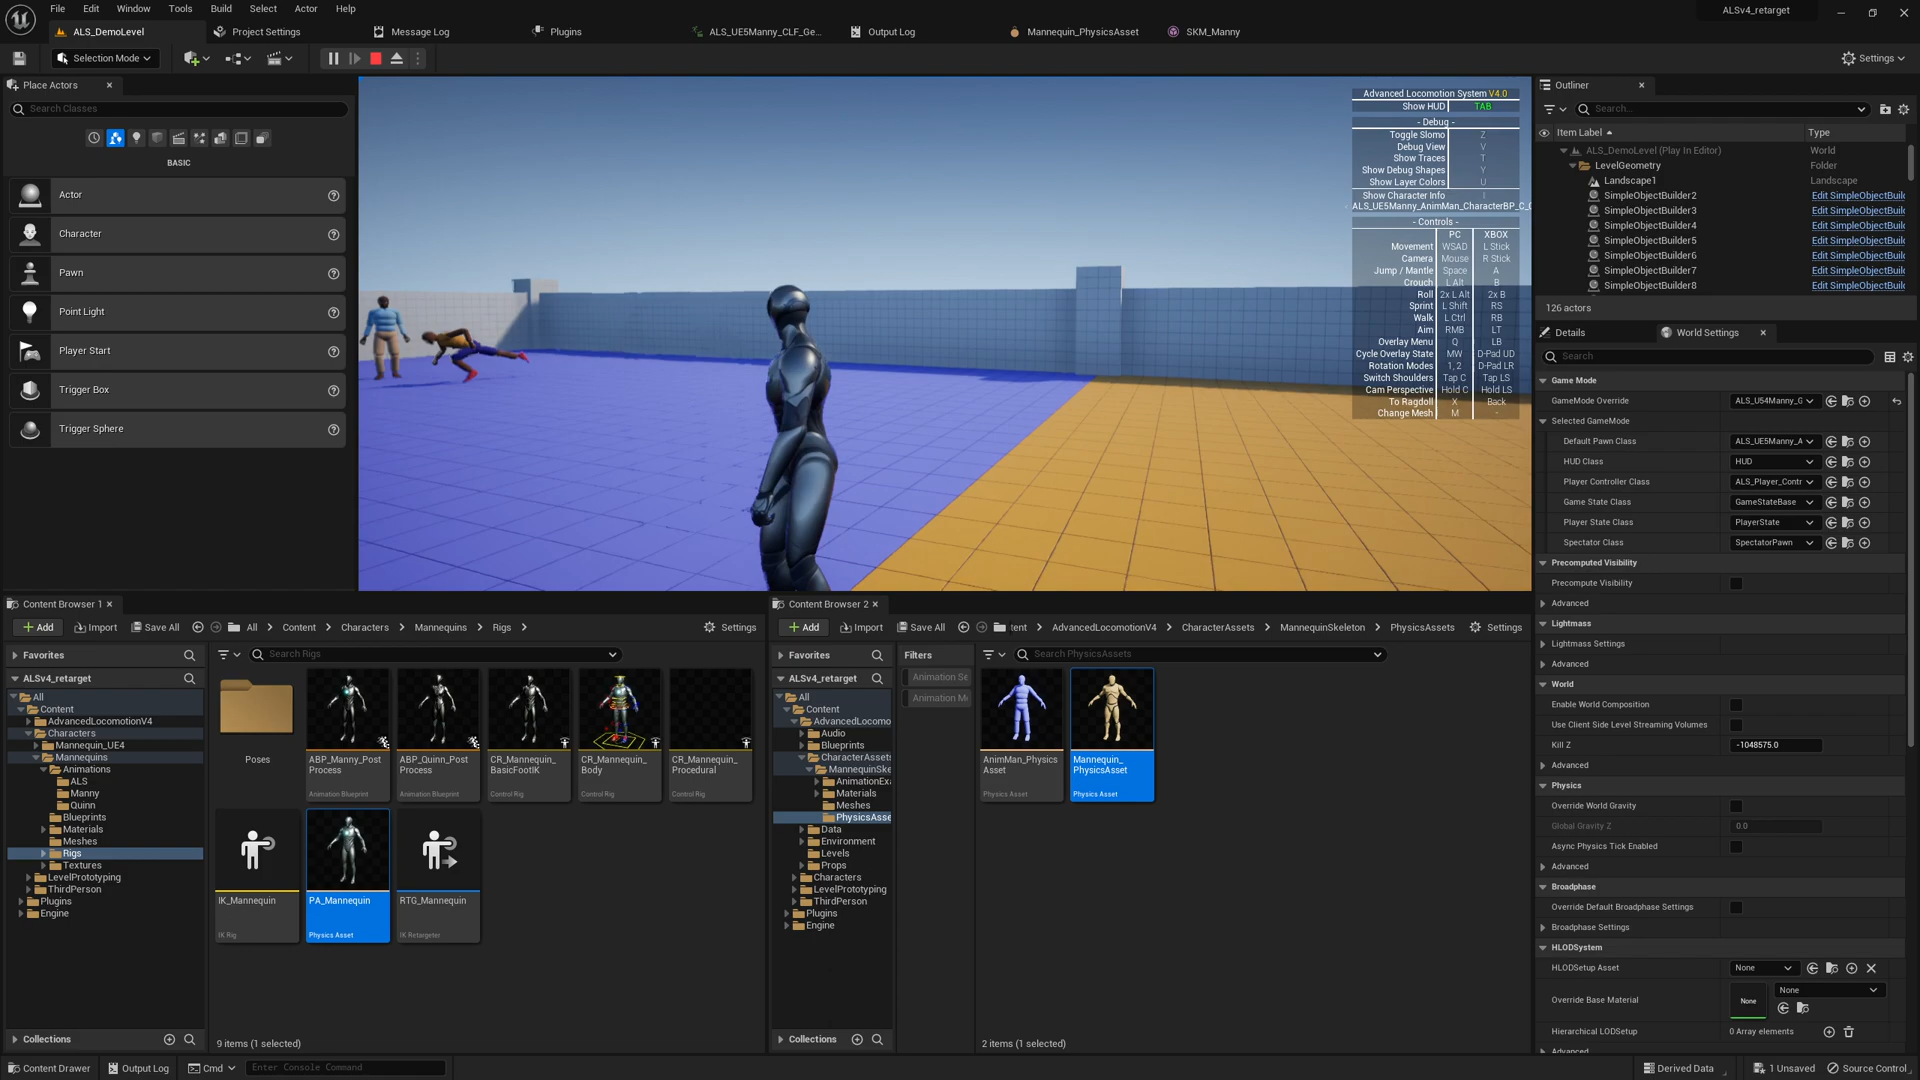 File Edit Window Tools Build Select Actor Help
ALSv4_retarget
ALS_DemoLevel
Project Settings
Message Log
Plugins
ALS_UE5Manny_CLF_Ge...
Output Log
Mannequin_PhysicsAsset
SKM_Manny
Selection Mode
Settings
Place Actors
Search Classes
BASIC
Actor
Character
Pawn
Point Light
Player Start
Trigger Box
Trigger Sphere
Advanced Locomotion System V4.0
Show HUD TAB
- Debug -
Toggle Slomo Z
Debug View V
Show Traces T
Show Debug Shapes Y
Show Layer Colors U
Show Character Info I
ALS_UE5Manny_AnimMan_CharacterBP_C_0
- Controls -
PC XBOX
Movement WSAD L Stick
Camera Mouse R Stick
Jump / Mantle Space A
Crouch L Alt B
Roll 2x L Alt 2x B
Sprint L Shift RS
Walk L Ctrl RB
Aim RMB LT
Overlay Menu Q LB
Cycle Overlay State MW D-Pad UD
Rotation Modes 1, 2 D-Pad LR
Switch Shoulders Tap C Tap LS
Cam Perspective Hold C Hold LS
To Ragdoll X Back
Change Mesh M -
Outliner
Search...
Item Label Type
ALS_DemoLevel (Play In Editor) World
LevelGeometry Folder
Landscape1 Landscape
SimpleObjectBuilder2 Edit SimpleObjectBuild
SimpleObjectBuilder3 Edit SimpleObjectBuild
SimpleObjectBuilder4 Edit SimpleObjectBuild
SimpleObjectBuilder5 Edit SimpleObjectBuild
SimpleObjectBuilder6 Edit SimpleObjectBuild
SimpleObjectBuilder7 Edit SimpleObjectBuild
SimpleObjectBuilder8 Edit SimpleObjectBuild
126 actors
Details
World Settings
Search
Game Mode
GameMode Override ALS_U54Manny_G
Selected GameMode
Default Pawn Class ALS_UE5Manny_A
HUD Class HUD
Player Controller Class ALS_Player_Contr
Game State Class GameStateBase
Player State Class PlayerState
Spectator Class SpectatorPawn
Precomputed Visibility
Precompute Visibility
Advanced
Lightmass
Lightmass Settings
Advanced
World
Enable World Composition
Use Client Side Level Streaming Volumes
Kill Z -1048575.0
Advanced
Physics
Override World Gravity
Global Gravity Z 0.0
Async Physics Tick Enabled
Advanced
Broadphase
Override Default Broadphase Settings
Broadphase Settings
HLODSystem
HLODSetup Asset None
Override Base Material None None
Hierarchical LODSetup 0 Array elements
Advanced
Content Browser 1
Add Import Save All All Content Characters Mannequins Rigs Settings
Favorites
Search Rigs
ALSv4_retarget
All
Content
AdvancedLocomotionV4
Characters
Mannequin_UE4
Mannequins
Animations
ALS
Manny
Quinn
Blueprints
Materials
Meshes
Rigs
Textures
LevelPrototyping
ThirdPerson
Plugins
Engine
Collections
Poses
ABP_Manny_Post
Process
Animation Blueprint
ABP_Quinn_Post
Process
Animation Blueprint
CR_Mannequin_
BasicFootIK
Control Rig
CR_Mannequin_
Body
Control Rig
CR_Mannequin_
Procedural
Control Rig
IK_Mannequin
IK Rig
PA_Mannequin
Physics Asset
RTG_Mannequin
IK Retargeter
9 items (1 selected)
Content Browser 2
Add Import Save All tent AdvancedLocomotionV4 CharacterAssets MannequinSkeleton PhysicsAssets Settings
Favorites
Filters
Search PhysicsAssets
Animation Se
Animation Mo
ALSv4_retarget
All
Content
AdvancedLocomo
Audio
Blueprints
CharacterAssets
MannequinSke
AnimationExa
Materials
Meshes
PhysicsAsse
Data
Environment
Levels
Props
Characters
LevelPrototyping
ThirdPerson
Plugins
Engine
Collections
AnimMan_Physics
Asset
Physics Asset
Mannequin_
PhysicsAsset
Physics Asset
2 items (1 selected)
Content Drawer
Output Log
Cmd
Enter Console Command
Derived Data
1 Unsaved
Source Control